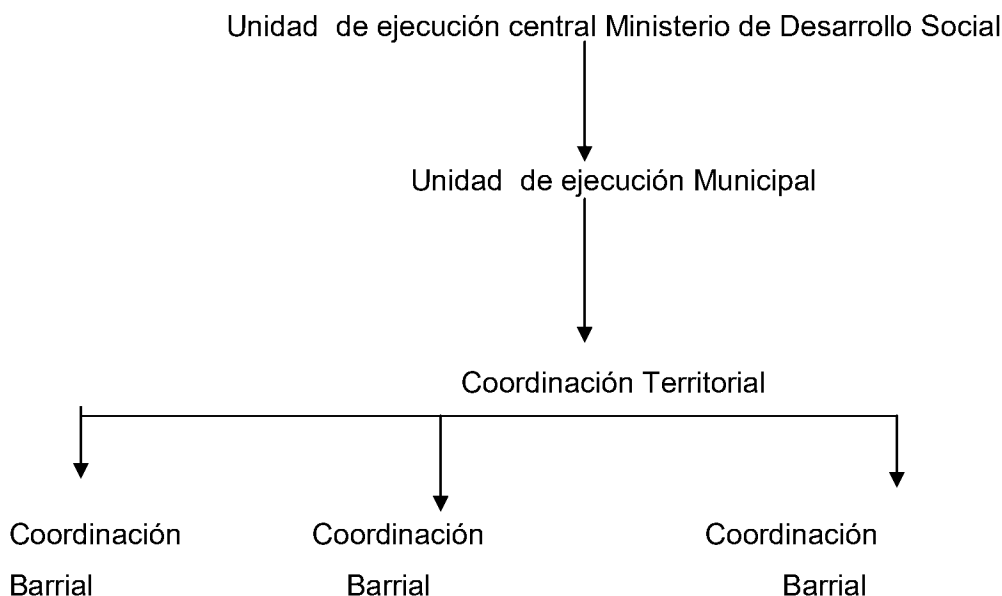 Unidad  de ejecución central Ministerio de Desarrollo Social
Unidad  de ejecución Municipal
Coordinación Territorial
Coordinación Coordinación Coordinación
Barrial Barrial Barrial